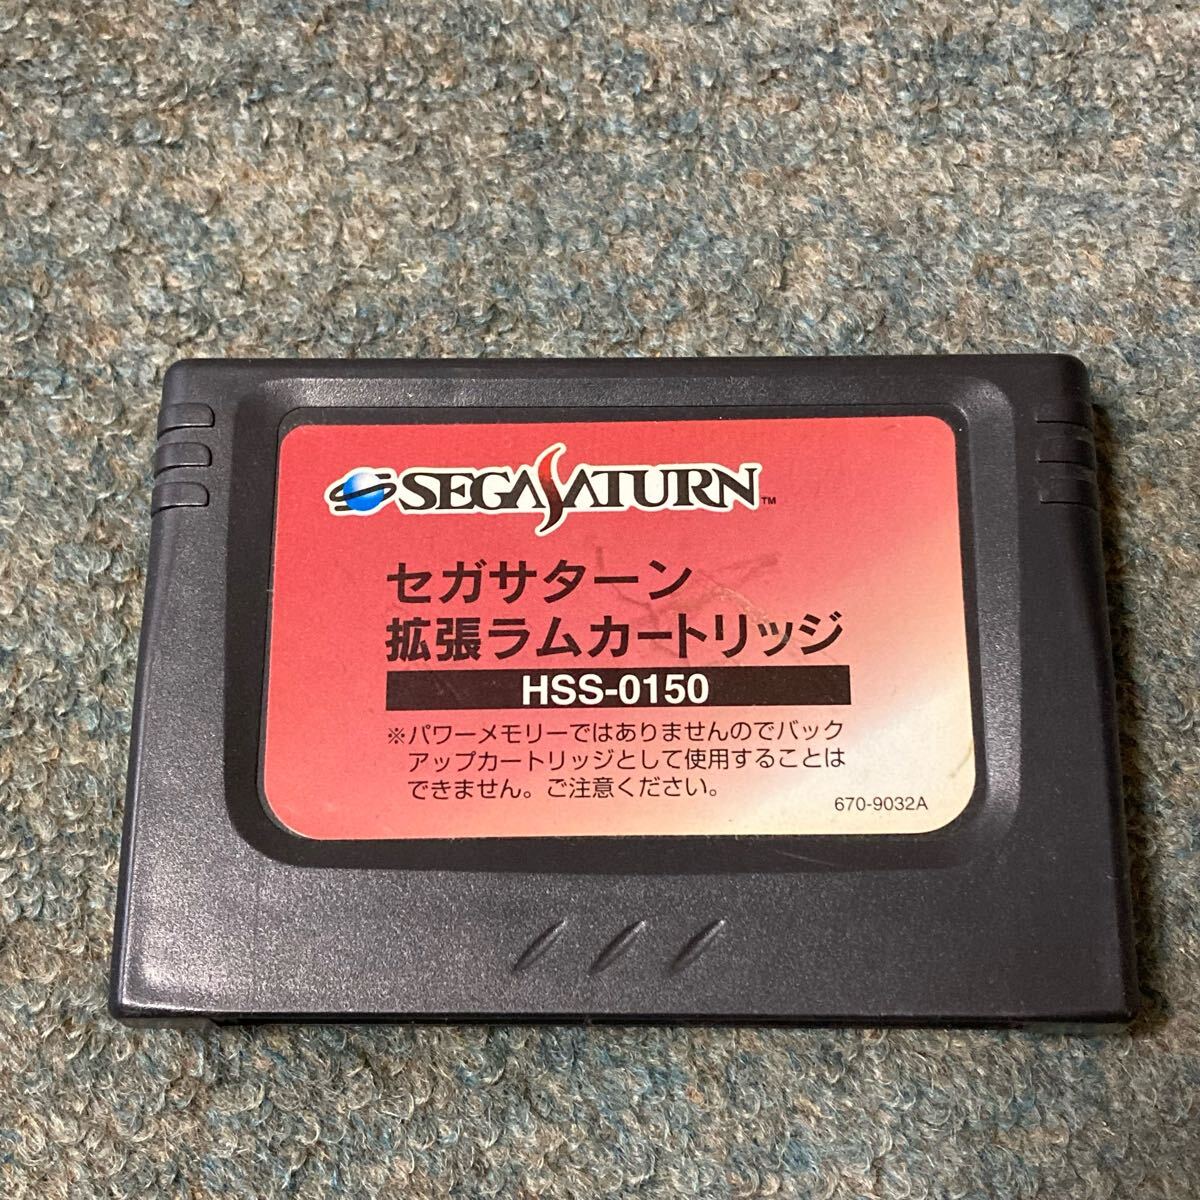 SEGA SATURN™
セガサターン
拡張ラムカートリッジ
HSS-0150
※パワーメモリーではありませんのでバック
アップカートリッジとして使用することは
できません。ご注意ください。
670-9032A